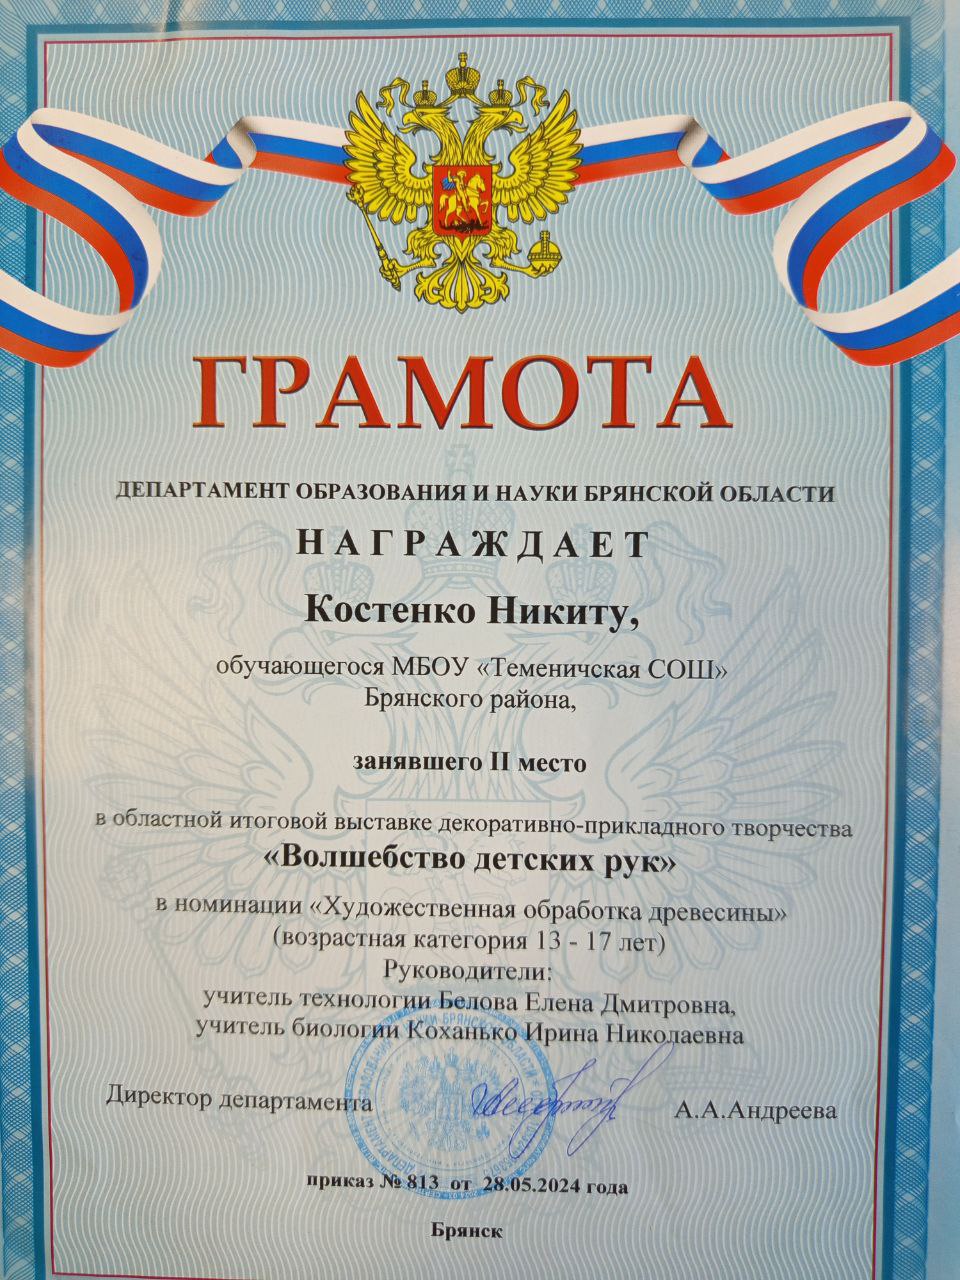 ГРАМОТА
ДЕПАРТАМЕНТ ОБРАЗОВАНИЯ И НАУКИ БРЯНСКОЙ ОБЛАСТИ
НАГРАЖДАЕТ
Костенко Никиту,
обучающегося МБОУ «Теменичская СОШ»
Брянского района,
занявшего II место
в областной итоговой выставке декоративно-прикладного творчества
«Волшебство детских рук»
в номинации «Художественная обработка древесины»
(возрастная категория 13 - 17 лет)
Руководители:
учитель технологии Белова Елена Дмитровна,
учитель биологии Коханько Ирина Николаевна
Директор департамента А.А.Андреева
приказ № 813 от 28.05.2024 года
Брянск